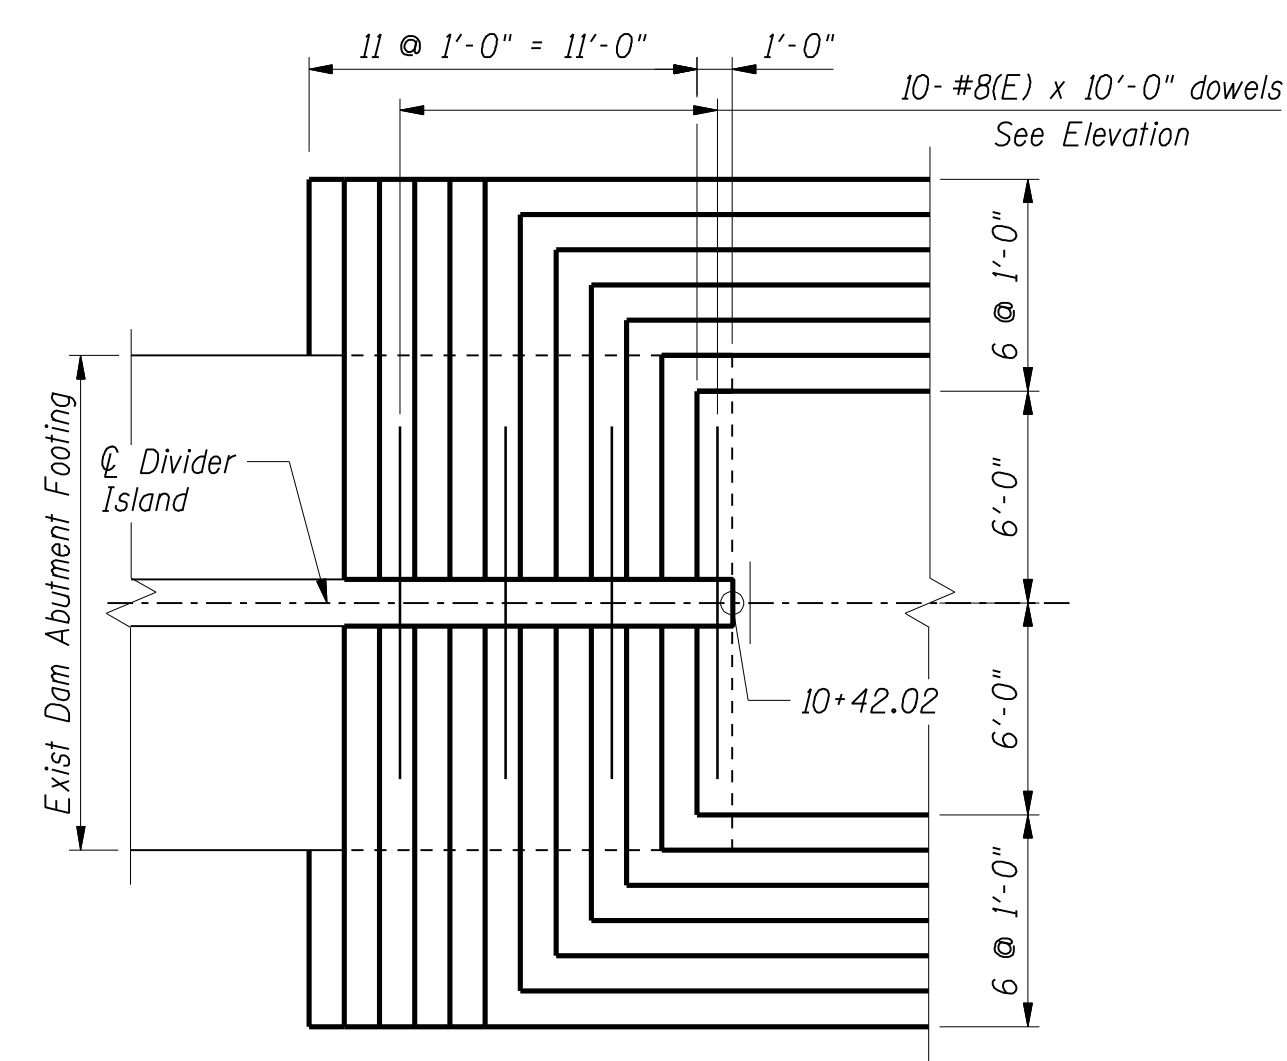 11 @ 1'-0" = 11'-0"
1'-0"
10- #8(E) x 10'-0" dowels
See Elevation
6 @ 1'-0"
6'-0"
6'-0"
6 @ 1'-0"
Exist Dam Abutment Footing
℄ Divider
Island
10+42.02